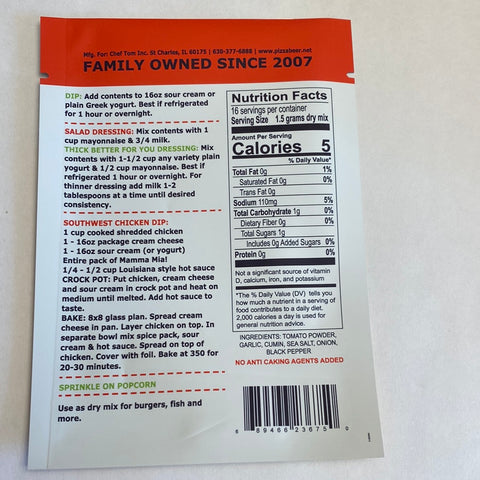 Mfg. For: Chef Tom Inc. St Charles, IL 60175 | 630-377-6888 | www.pizzabeer.net
FAMILY OWNED SINCE 2007
DIP: Add contents to 16oz sour cream or
plain Greek yogurt. Best if refrigerated
for 1 hour or overnight.
SALAD DRESSING: Mix contents with 1
cup mayonnaise & 3/4 milk.
THICK BETTER FOR YOU DRESSING: Mix
contents with 1-1/2 cup any variety plain
yogurt & 1/2 cup mayonnaise. Best if
refrigerated 1 hour or overnight. For
thinner dressing add milk 1-2
tablespoons at a time until desired
consistency.
SOUTHWEST CHICKEN DIP:
1 cup cooked shredded chicken
1 - 16oz package cream cheese
1 - 16oz sour cream (or yogurt)
Entire pack of Mamma Mia!
1/4 - 1/2 cup Louisiana style hot sauce
CROCK POT: Put chicken, cream cheese
and sour cream in crock pot and heat on
medium until melted. Add hot sauce to
taste.
BAKE: 8x8 glass plan. Spread cream
cheese in pan. Layer chicken on top. In
separate bowl mix spice pack, sour
cream & hot sauce. Spread on top of
chicken. Cover with foil. Bake at 350 for
20-30 minutes.
SPRINKLE ON POPCORN
Use as dry mix for burgers, fish and
more.
Nutrition Facts
16 servings per container
Serving Size 1.5 grams dry mix
Amount Per Serving
Calories 5
% Daily Value*
Total Fat 0g 1%
Saturated Fat 0g 0%
Trans Fat 0g
Sodium 110mg 5%
Total Carbohydrate 1g 0%
Dietary Fiber 0g 0%
Total Sugars 1g
Includes 0g Added Sugars 0%
Protein 0g 0%
Not a significant source of vitamin
D, calcium, iron, and potassium
*The % Daily Value (DV) tells you
how much a nutrient in a serving of
food contributes to a daily diet.
2,000 calories a day is used for
general nutrition advice.
INGREDIENTS: TOMATO POWDER,
GARLIC, CUMIN, SEA SALT, ONION,
BLACK PEPPER
NO ANTI CAKING AGENTS ADDED
6 89466 23675 0